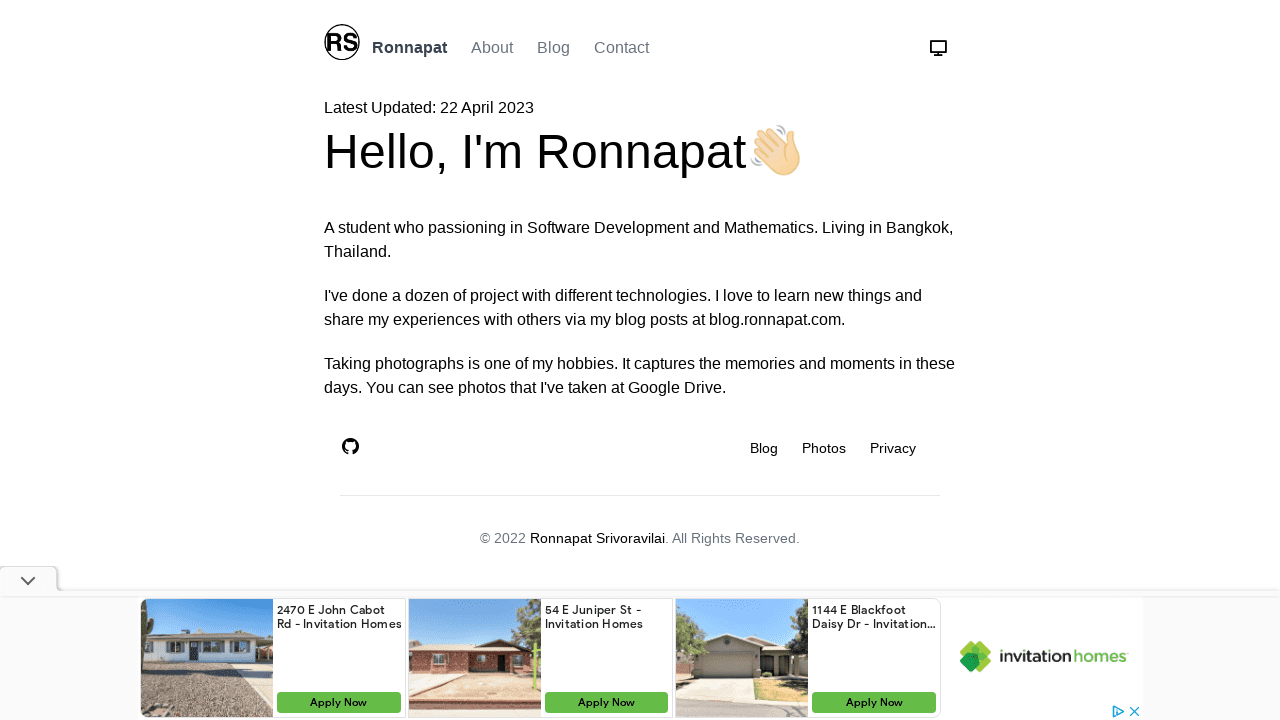 RS Ronnapat About Blog Contact
Latest Updated: 22 April 2023
Hello, I'm Ronnapat👋
A student who passioning in Software Development and Mathematics. Living in Bangkok,
Thailand.
I've done a dozen of project with different technologies. I love to learn new things and
share my experiences with others via my blog posts at blog.ronnapat.com.
Taking photographs is one of my hobbies. It captures the memories and moments in these
days. You can see photos that I've taken at Google Drive.
Blog Photos Privacy
© 2022 Ronnapat Srivoravilai. All Rights Reserved.
2470 E John Cabot
Rd - Invitation Homes
Apply Now
54 E Juniper St -
Invitation Homes
Apply Now
1144 E Blackfoot
Daisy Dr - Invitation...
Apply Now
invitationhomes